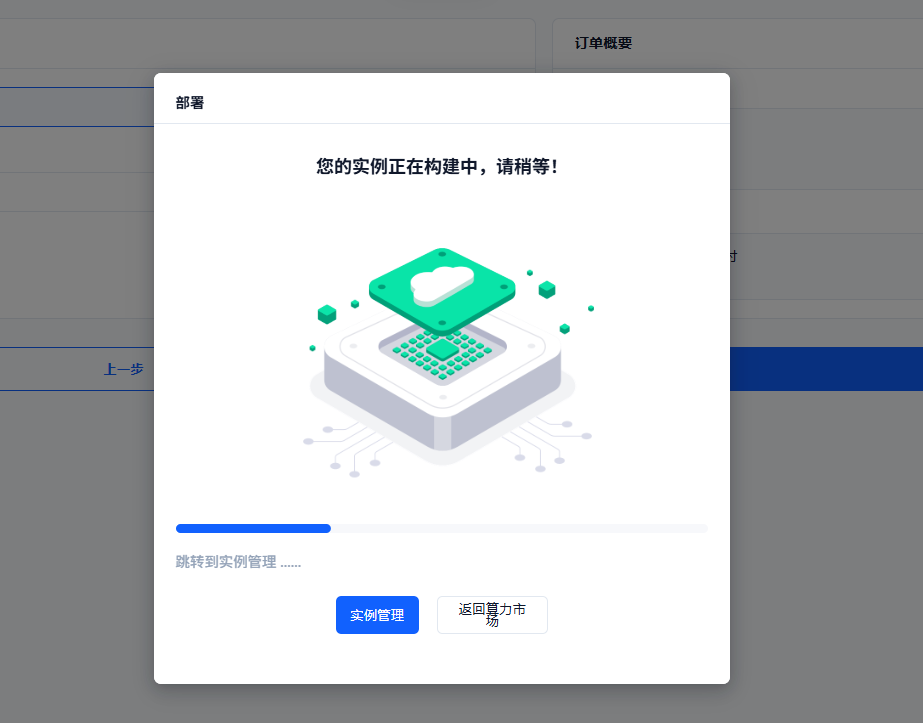 订单概要
部署
您的实例正在构建中，请稍等！
付
上一步
跳转到实例管理 ......
实例管理
返回算力市
场